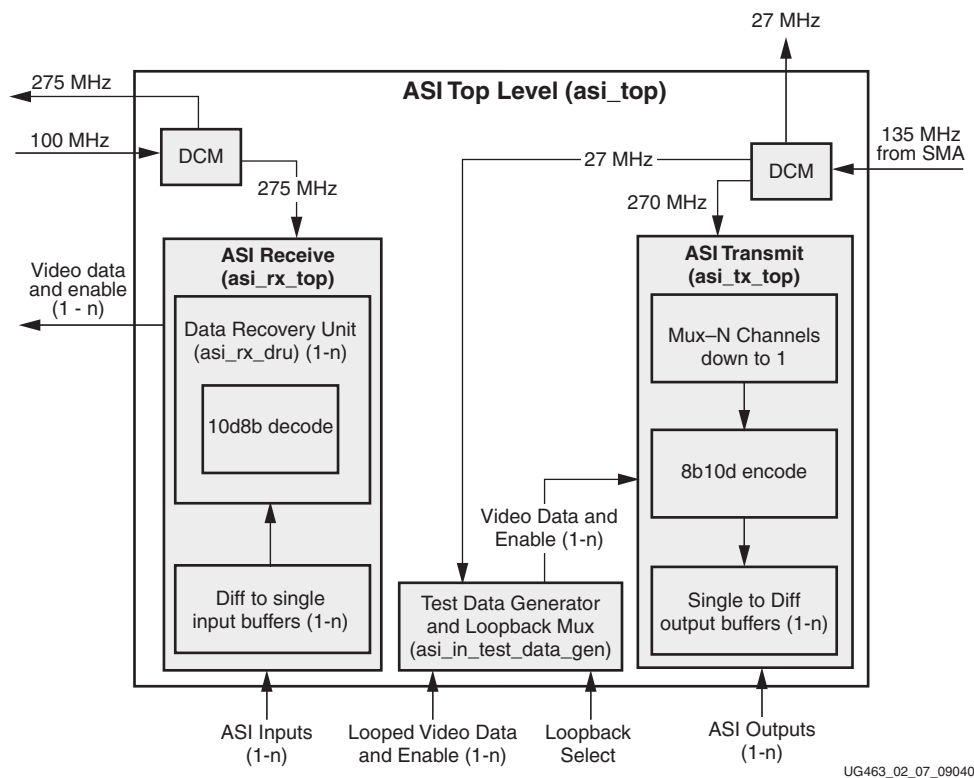 27 MHz
275 MHz
ASI Top Level (asi_top)
100 MHz
DCM
27 MHz
DCM
135 MHz
from SMA
275 MHz
270 MHz
ASI Receive
(asi_rx_top)
ASI Transmit
(asi_tx_top)
Video data
and enable
(1 - n)
Data Recovery Unit
(asi_rx_dru) (1-n)
Mux–N Channels
down to 1
10d8b decode
8b10d encode
Video Data and
Enable (1-n)
Diff to single
input buffers (1-n)
Test Data Generator
and Loopback Mux
(asi_in_test_data_gen)
Single to Diff
output buffers (1-n)
ASI Inputs
(1-n)
Looped Video Data
and Enable (1-n)
Loopback
Select
ASI Outputs
(1-n)
UG463_02_07_09040